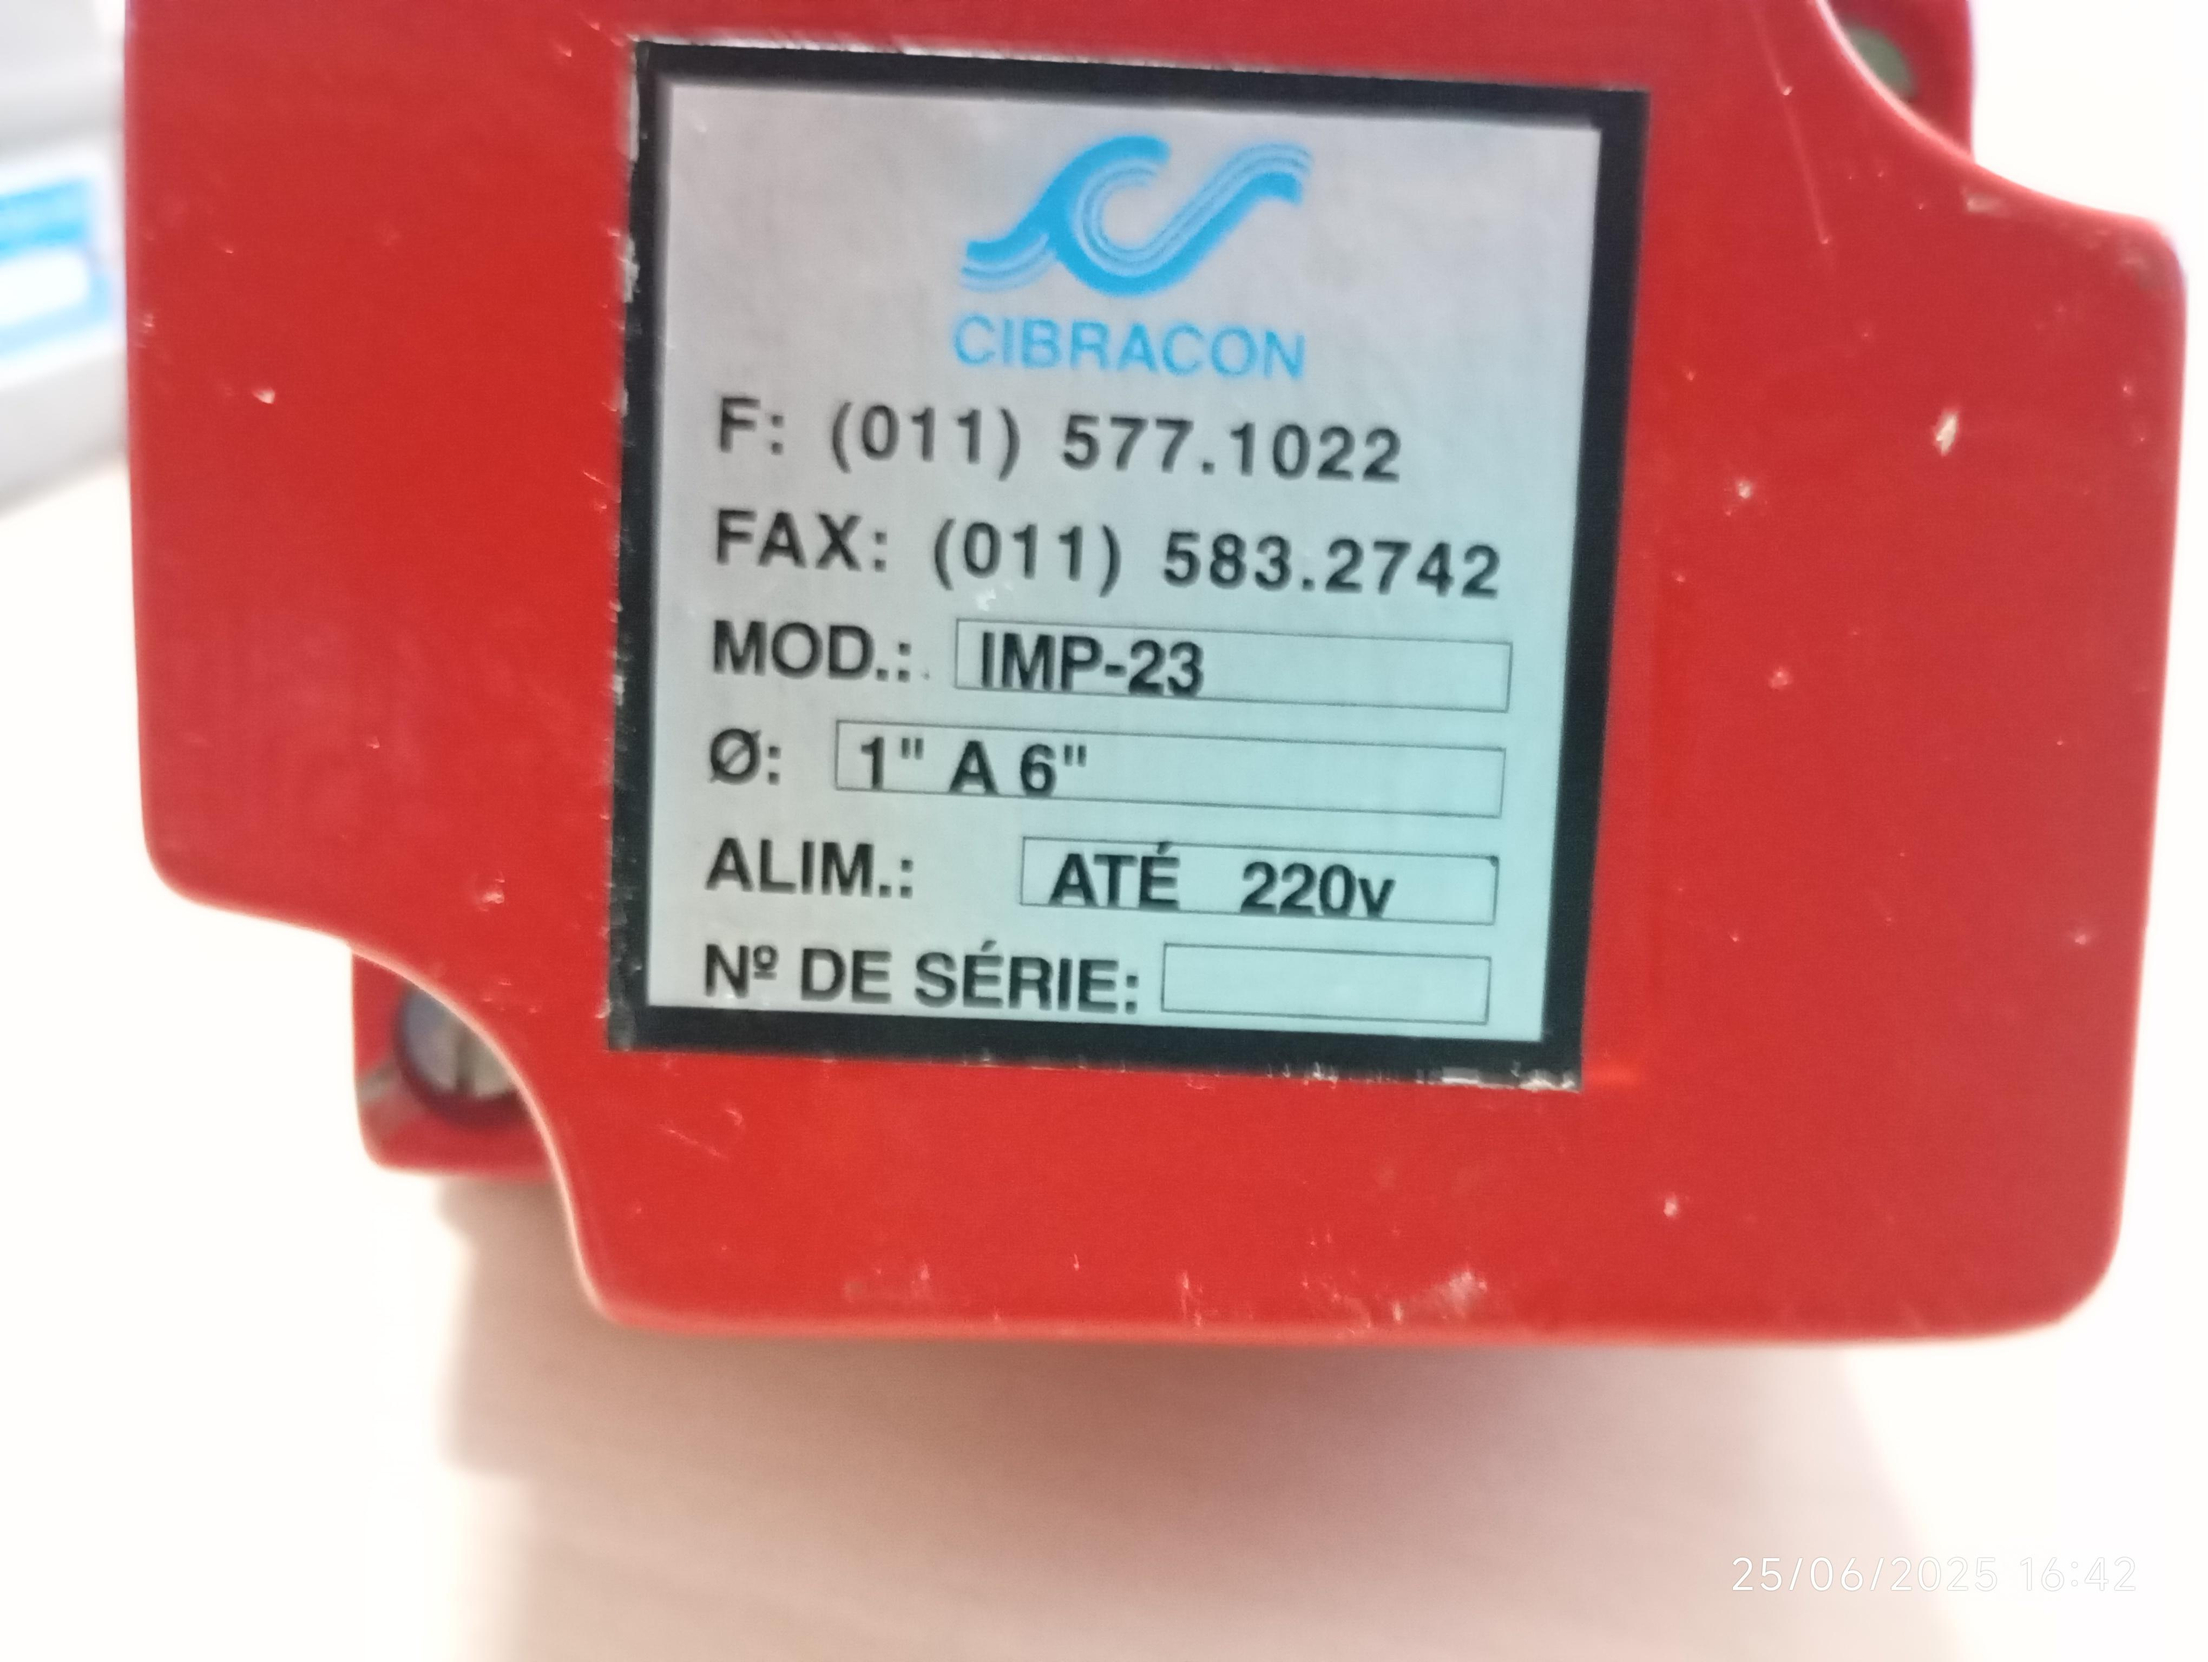 CIBRACON
F: (011) 577.1022
FAX: (011) 583.2742
MOD.: IMP-23
Ø: 1" A 6"
ALIM.: ATÉ 220v
Nº DE SÉRIE:
25/06/2025 16:42